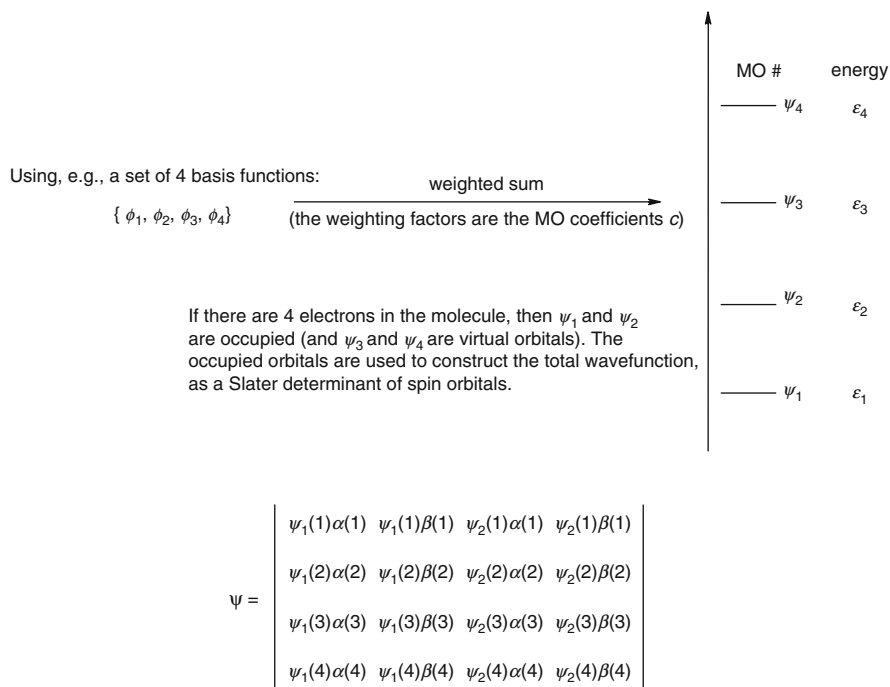 MO # energy
ψ₄ ε₄
Using, e.g., a set of 4 basis functions:
weighted sum
{ ϕ₁, ϕ₂, ϕ₃, ϕ₄}
(the weighting factors are the MO coefficients c)
ψ₃ ε₃
ψ₂ ε₂
If there are 4 electrons in the molecule, then ψ₁ and ψ₂
are occupied (and ψ₃ and ψ₄ are virtual orbitals). The
occupied orbitals are used to construct the total wavefunction,
as a Slater determinant of spin orbitals.
ψ₁ ε₁
ψ₁(1)α(1) ψ₁(1)β(1) ψ₂(1)α(1) ψ₂(1)β(1)
ψ₁(2)α(2) ψ₁(2)β(2) ψ₂(2)α(2) ψ₂(2)β(2)
Ψ =
ψ₁(3)α(3) ψ₁(3)β(3) ψ₂(3)α(3) ψ₂(3)β(3)
ψ₁(4)α(4) ψ₁(4)β(4) ψ₂(4)α(4) ψ₂(4)β(4)